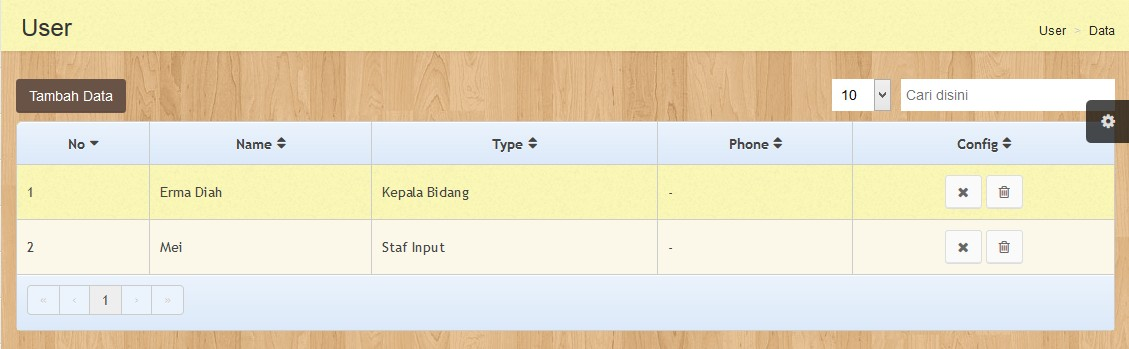 User
User > Data
Tambah Data
10 Cari disini
No Name Type Phone Config
1 Erma Diah Kepala Bidang -
2 Mei Staf Input -
« ‹ 1 › »